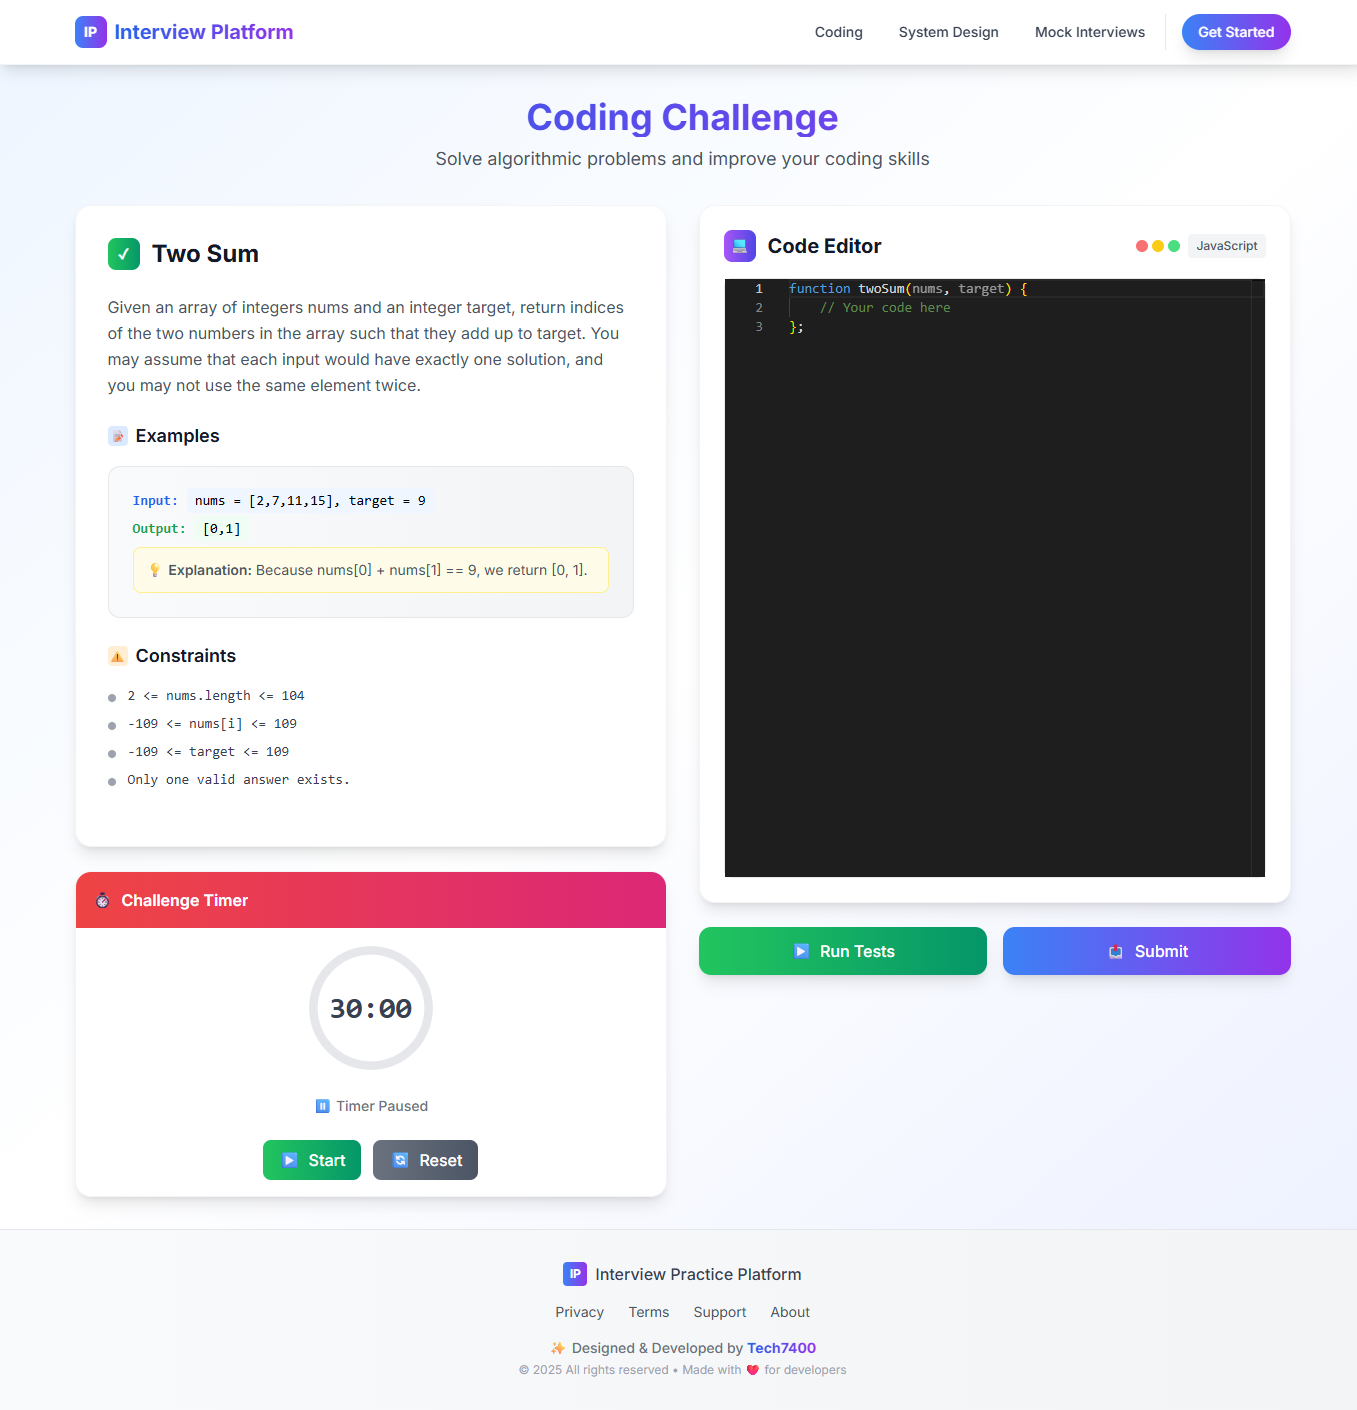 IP Interview Platform
Coding
System Design
Mock Interviews
Get Started
Coding Challenge
Solve algorithmic problems and improve your coding skills
Two Sum
Given an array of integers nums and an integer target, return indices
of the two numbers in the array such that they add up to target. You
may assume that each input would have exactly one solution, and
you may not use the same element twice.
Examples
Input: nums = [2,7,11,15], target = 9
Output: [0,1]
Explanation: Because nums[0] + nums[1] == 9, we return [0, 1].
Constraints
2 <= nums.length <= 104
-109 <= nums[i] <= 109
-109 <= target <= 109
Only one valid answer exists.
Challenge Timer
30:00
Timer Paused
Start
Reset
Code Editor
JavaScript
1 function twoSum(nums, target) {
2 // Your code here
3 };
Run Tests
Submit
IP Interview Practice Platform
Privacy
Terms
Support
About
✨ Designed & Developed by Tech7400
© 2025 All rights reserved • Made with ❤️ for developers